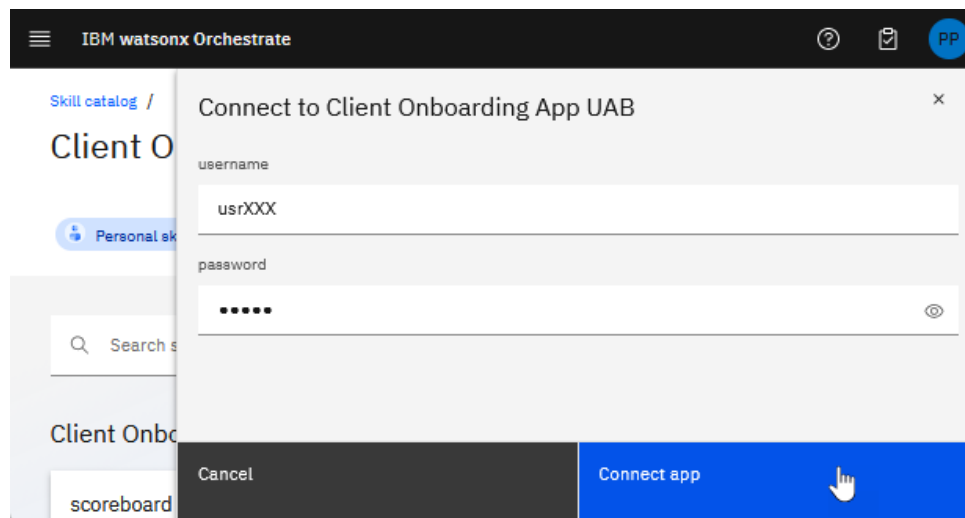 IBM watsonx Orchestrate
PP
Skill catalog /
Client O
Personal sk
Search s
Client Onbo
scoreboard
Connect to Client Onboarding App UAB
username
usrXXX
password
•••••
Cancel
Connect app